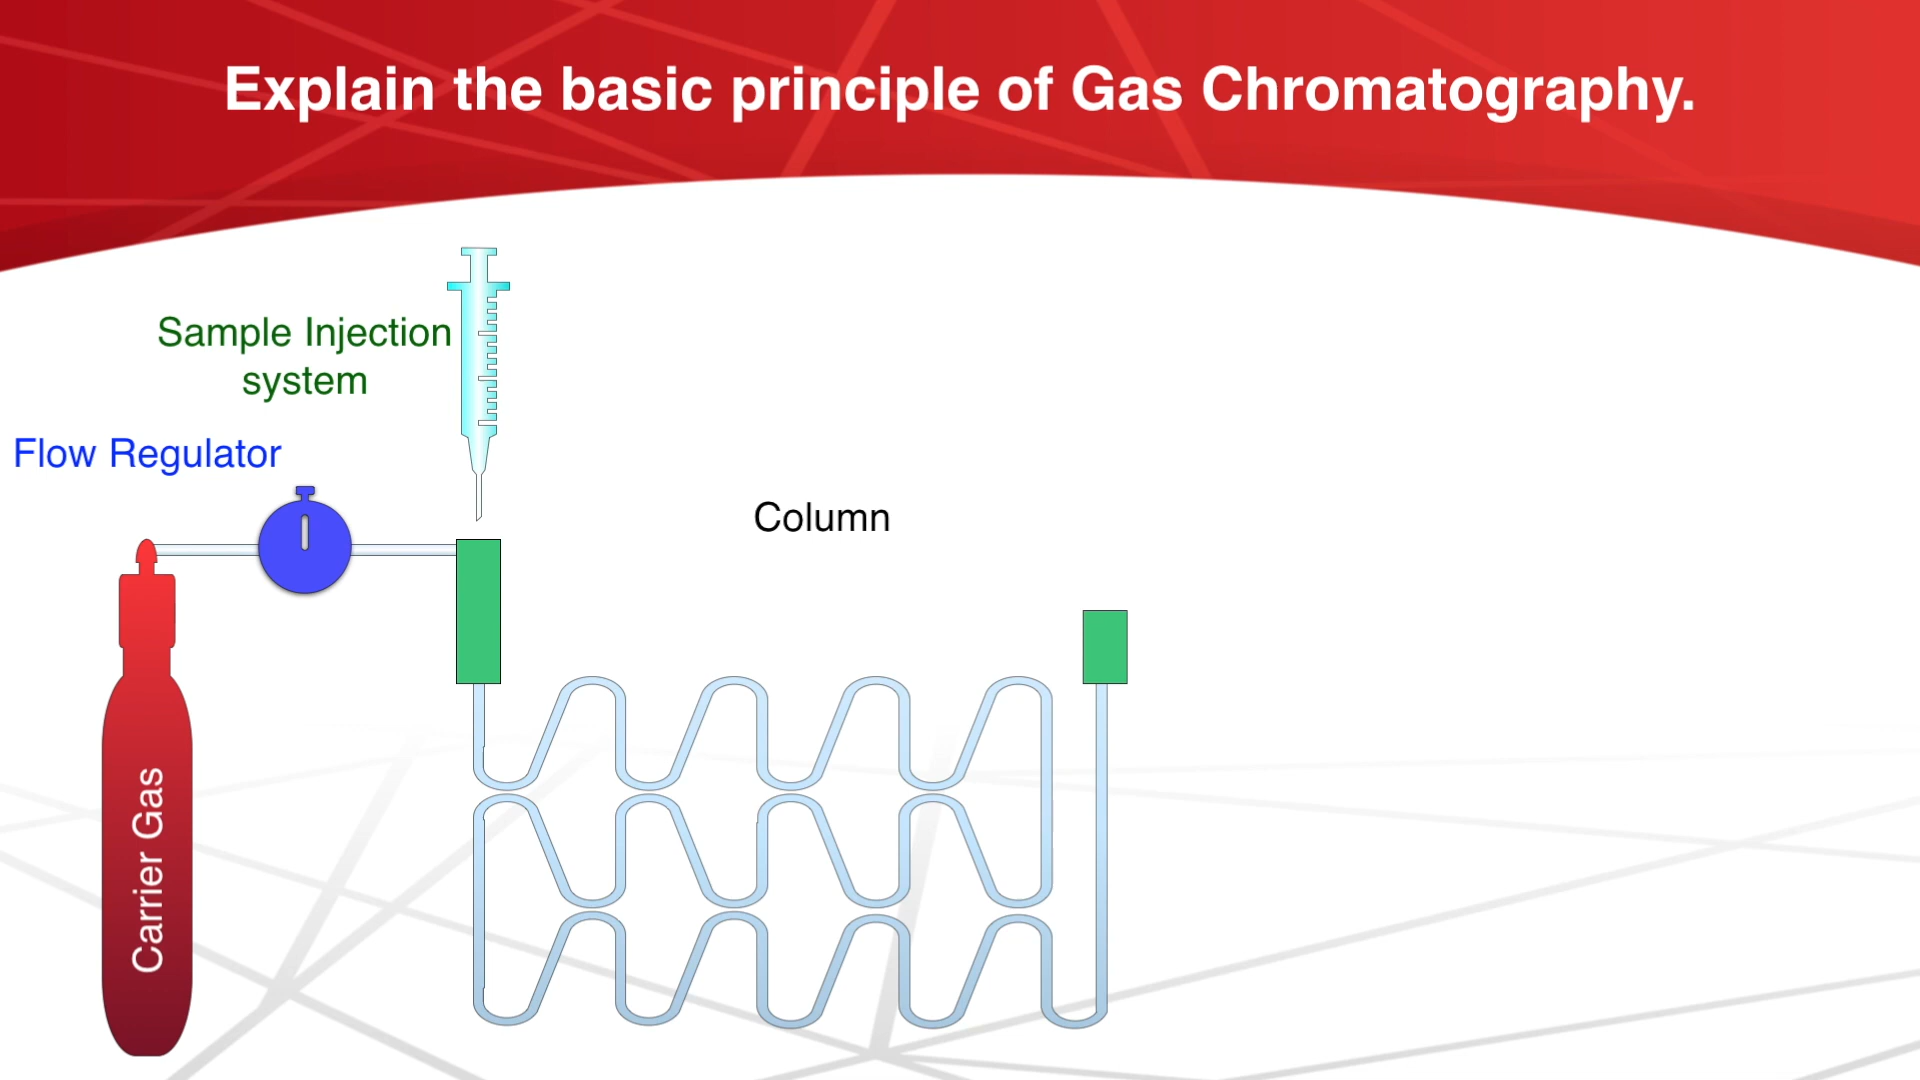 Explain the basic principle of Gas Chromatography.
Sample Injection
system
Flow Regulator
Column
Carrier Gas